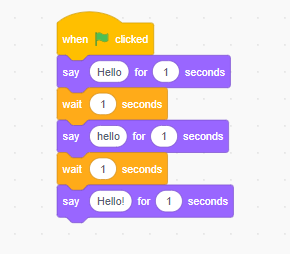 when clicked
say Hello for 1 seconds
wait 1 seconds
say hello for 1 seconds
wait 1 seconds
say Hello! for 1 seconds